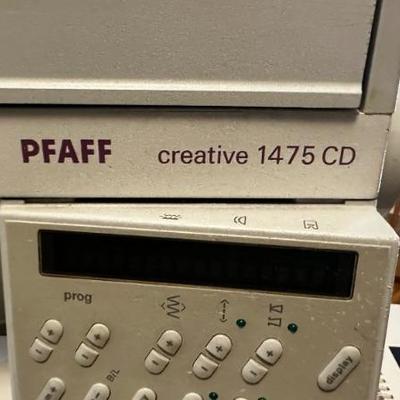 PFAFF creative 1475 CD
prog
+ + + + +
- - - - -
display
B/L
+